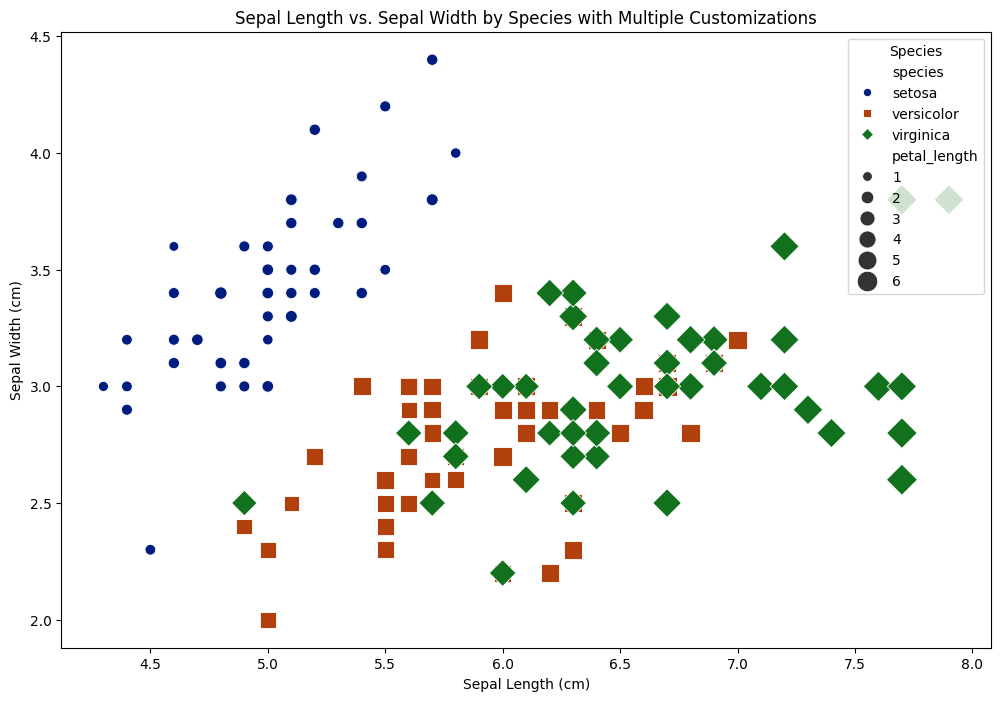 Sepal Length vs. Sepal Width by Species with Multiple Customizations
Sepal Width (cm)
4.5
4.0
3.5
3.0
2.5
2.0
Species
species
setosa
versicolor
virginica
petal_length
1
2
3
4
5
6
4.5 5.0 5.5 6.0 6.5 7.0 7.5 8.0
Sepal Length (cm)